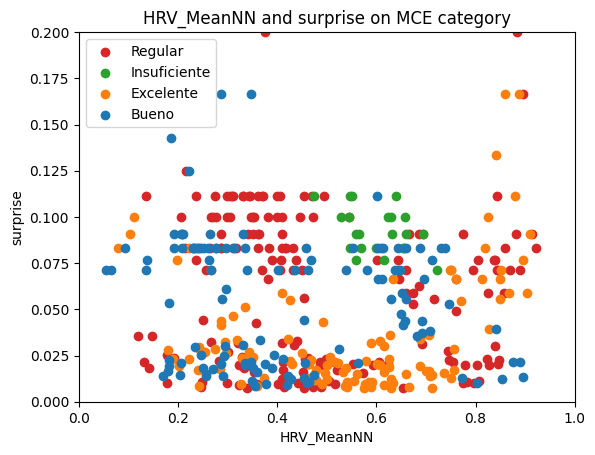 HRV_MeanNN and surprise on MCE category
Regular
Insuficiente
Excelente
Bueno
surprise
0.200
0.175
0.150
0.125
0.100
0.075
0.050
0.025
0.000
0.0 0.2 0.4 0.6 0.8 1.0
HRV_MeanNN